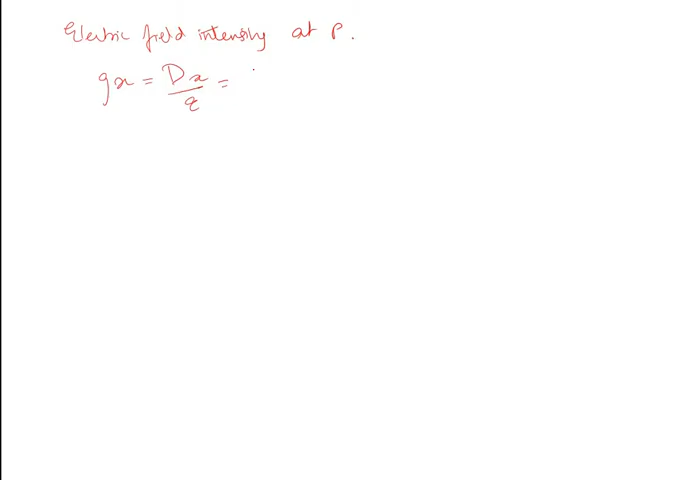 Electric field intensity at P.
gx = Dx/ε =